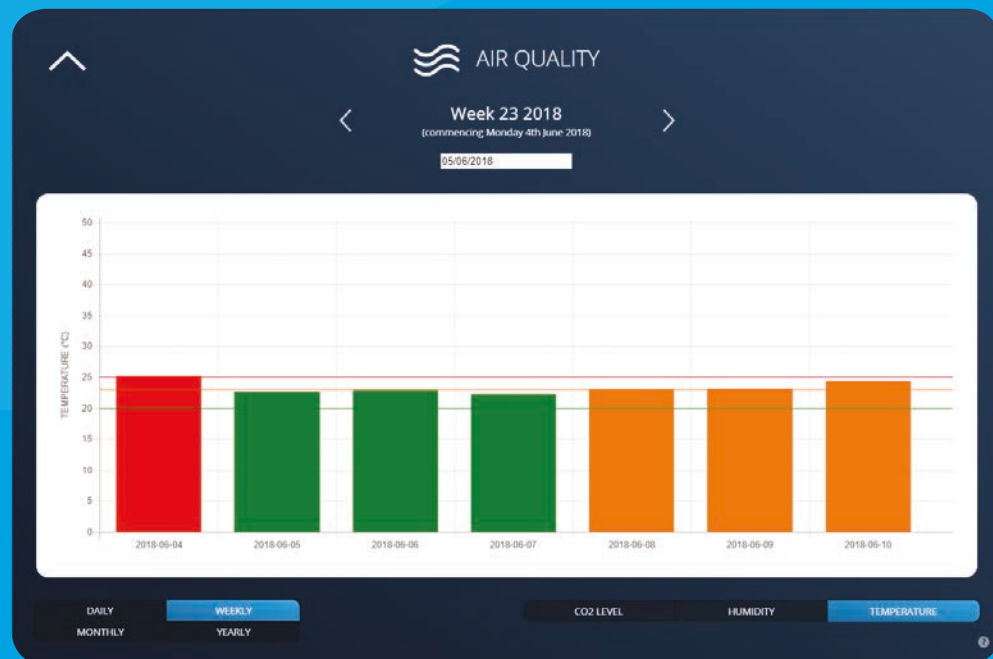 AIR QUALITY
Week 23 2018
(commencing Monday 4th June 2018)
05/06/2018
TEMPERATURE (°C)
50
45
40
35
30
25
20
15
10
5
0
2018-06-04 2018-06-05 2018-06-06 2018-06-07 2018-06-08 2018-06-09 2018-06-10
DAILY WEEKLY CO2 LEVEL HUMIDITY TEMPERATURE
MONTHLY YEARLY
?